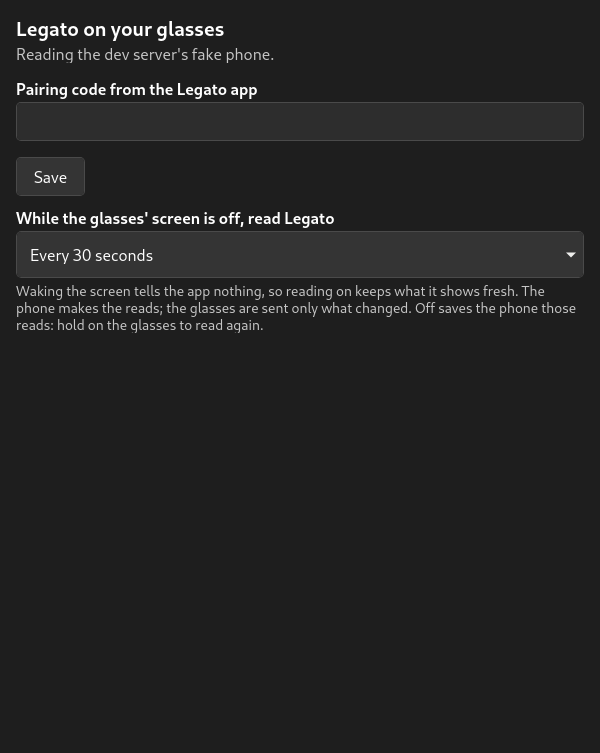 Legato on your glasses
Reading the dev server's fake phone.
Pairing code from the Legato app
Save
While the glasses' screen is off, read Legato
Every 30 seconds
Waking the screen tells the app nothing, so reading on keeps what it shows fresh. The
phone makes the reads; the glasses are sent only what changed. Off saves the phone those
reads: hold on the glasses to read again.